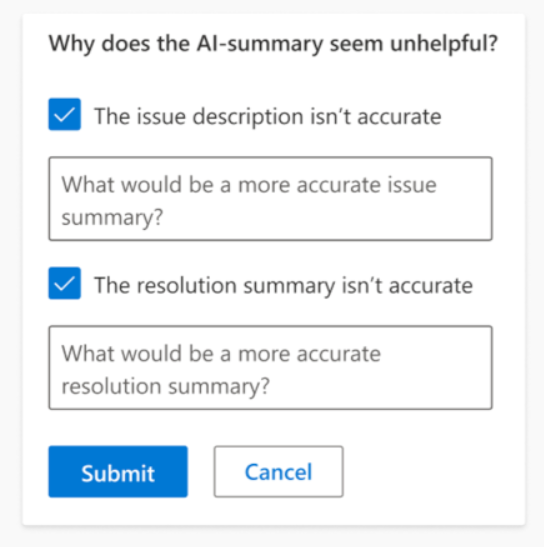 Why does the AI-summary seem unhelpful?
The issue description isn't accurate
What would be a more accurate issue
summary?
The resolution summary isn't accurate
What would be a more accurate
resolution summary?
Submit
Cancel